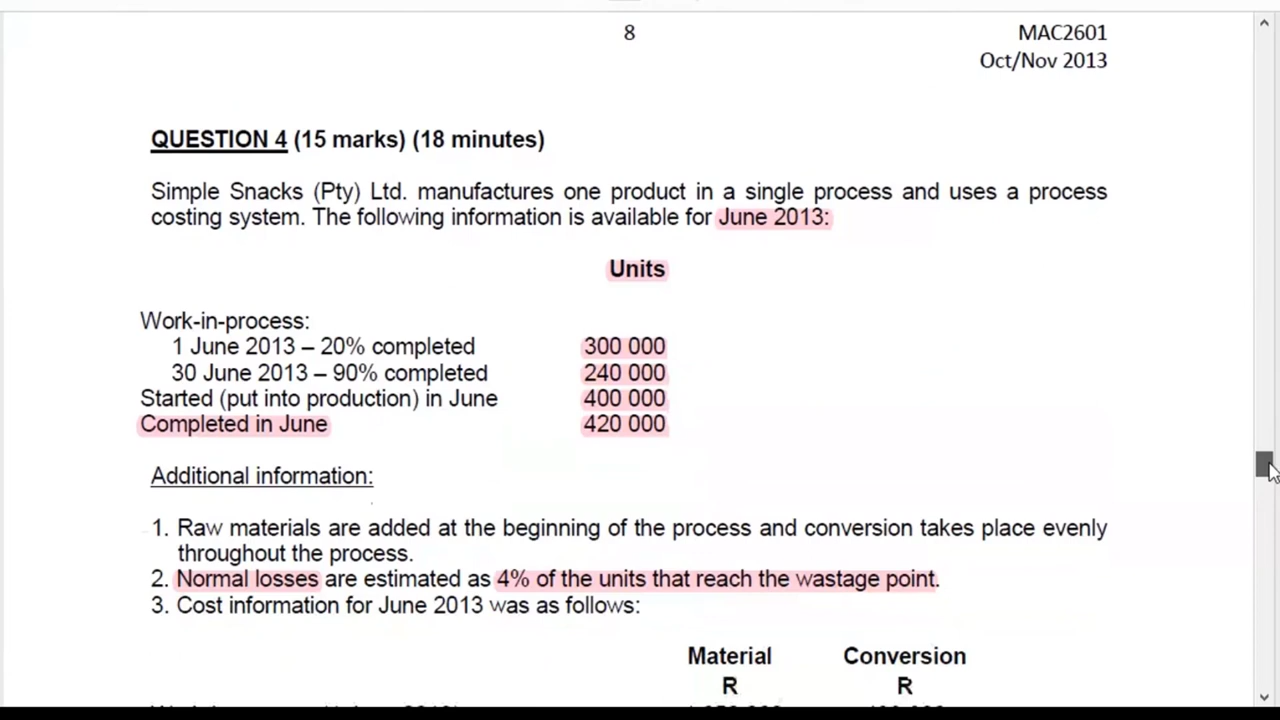 8 MAC2601
Oct/Nov 2013
QUESTION 4 (15 marks) (18 minutes)
Simple Snacks (Pty) Ltd. manufactures one product in a single process and uses a process
costing system. The following information is available for June 2013:
Units
Work-in-process:
1 June 2013 – 20% completed 300 000
30 June 2013 – 90% completed 240 000
Started (put into production) in June 400 000
Completed in June 420 000
Additional information:
1. Raw materials are added at the beginning of the process and conversion takes place evenly
throughout the process.
2. Normal losses are estimated as 4% of the units that reach the wastage point.
3. Cost information for June 2013 was as follows:
Material Conversion
R R